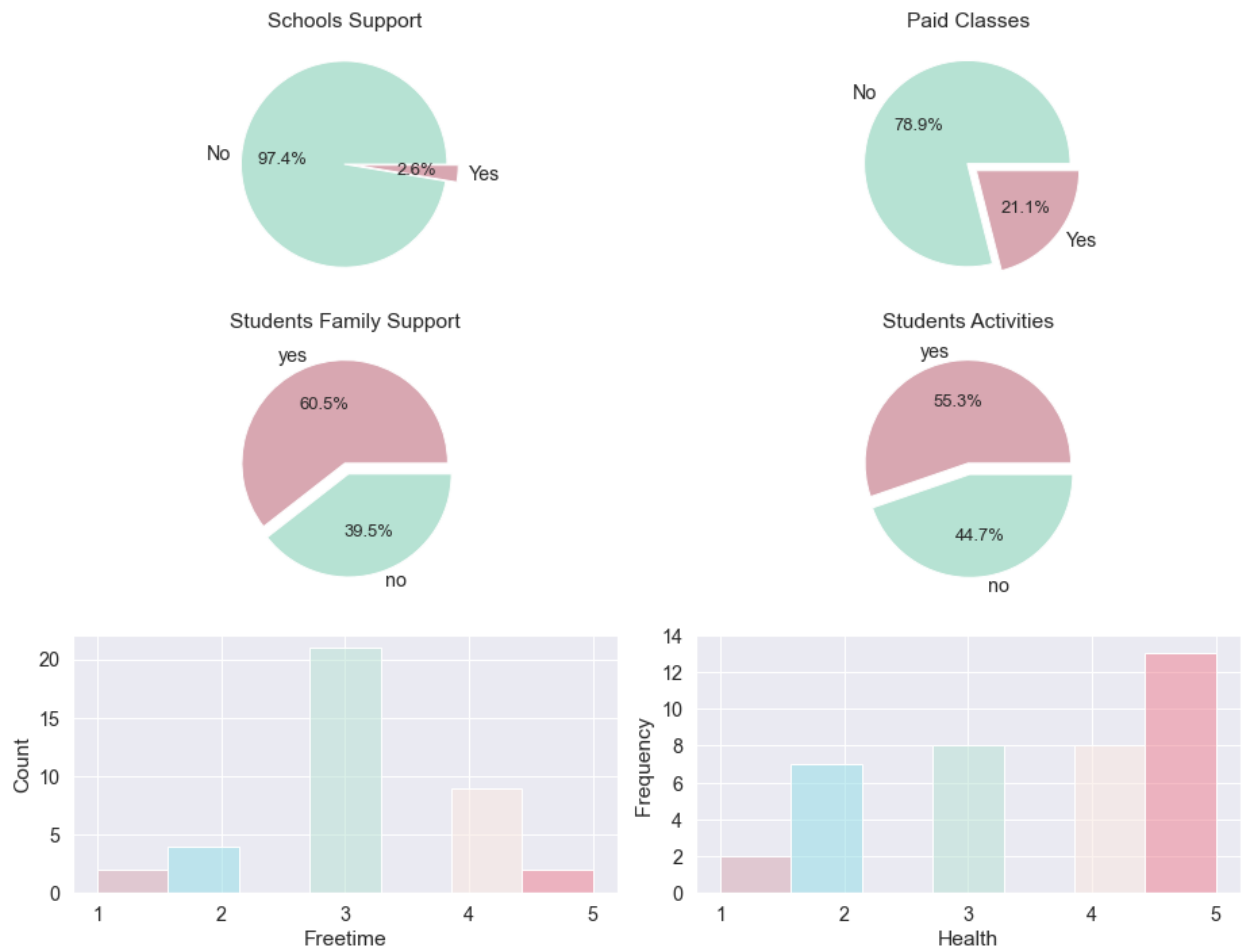 Schools Support
No
97.4%
2.6%
Yes
Paid Classes
No
78.9%
21.1%
Yes
Students Family Support
yes
60.5%
39.5%
no
Students Activities
yes
55.3%
44.7%
no
20
15
10
5
0
Count
1 2 3 4 5
Freetime
14
12
10
8
6
4
2
0
Frequency
1 2 3 4 5
Health